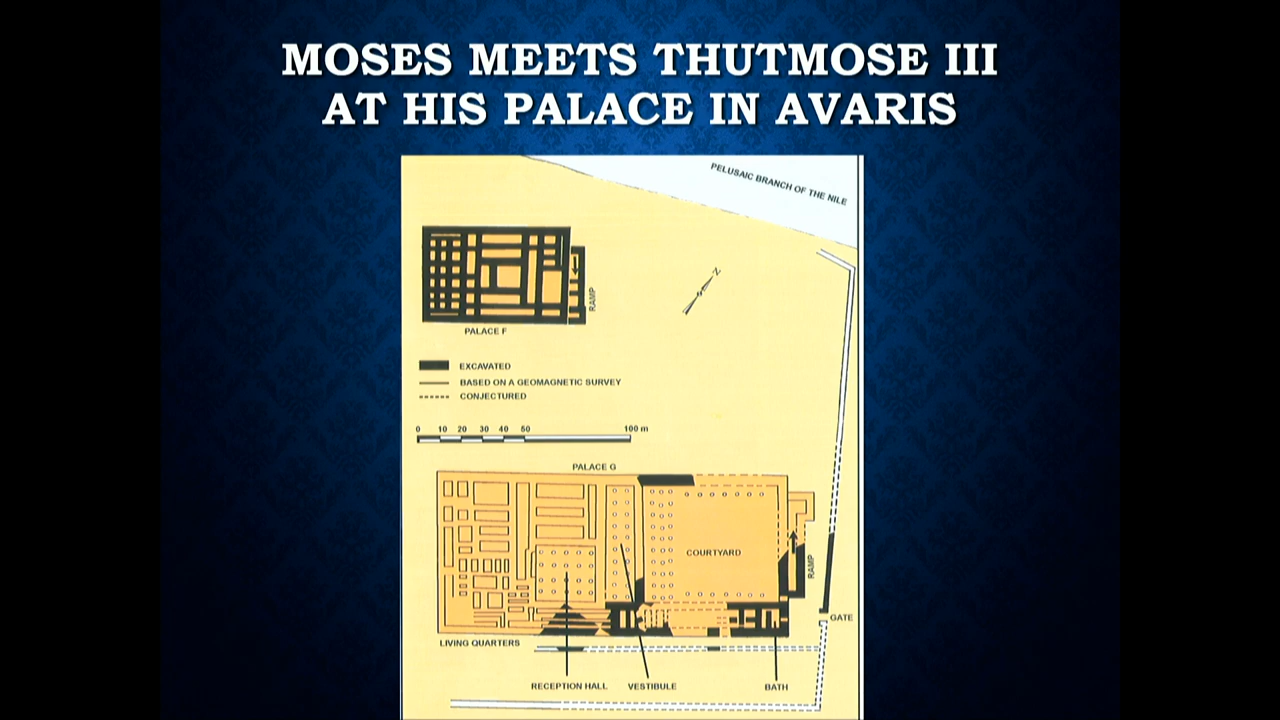 MOSES MEETS THUTMOSE III
AT HIS PALACE IN AVARIS
PELUSAIC BRANCH OF THE NILE
N
RAMP
PALACE F
EXCAVATED
BASED ON A GEOMAGNETIC SURVEY
CONJECTURED
0 10 20 30 40 50 100 m
PALACE G
COURTYARD
RAMP
GATE
LIVING QUARTERS
RECEPTION HALL VESTIBULE BATH